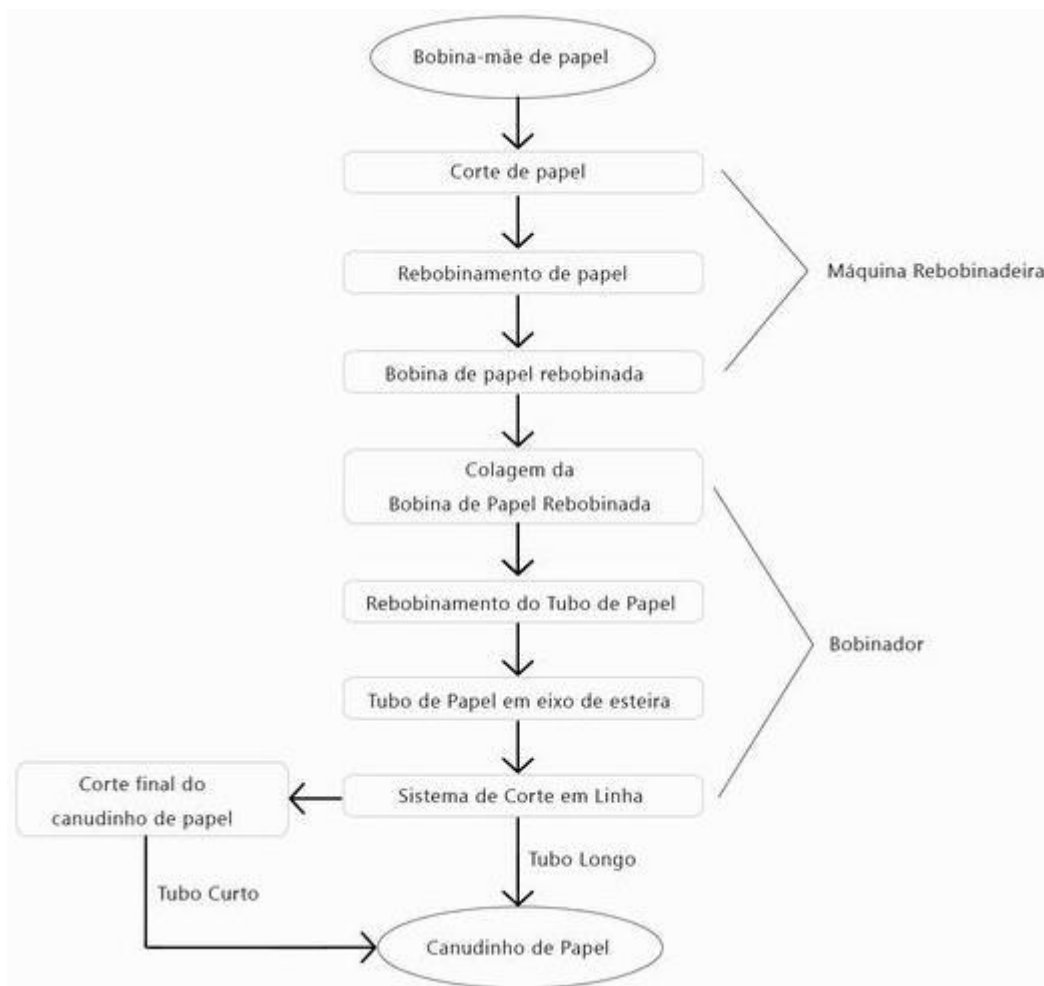 Bobina-mãe de papel
Corte de papel
Rebobinamento de papel
Máquina Rebobinadeira
Bobina de papel rebobinada
Colagem da
Bobina de Papel Rebobinada
Rebobinamento do Tubo de Papel
Bobinador
Tubo de Papel em eixo de esteira
Corte final do
canudinho de papel
Sistema de Corte em Linha
Tubo Longo
Tubo Curto
Canudinho de Papel